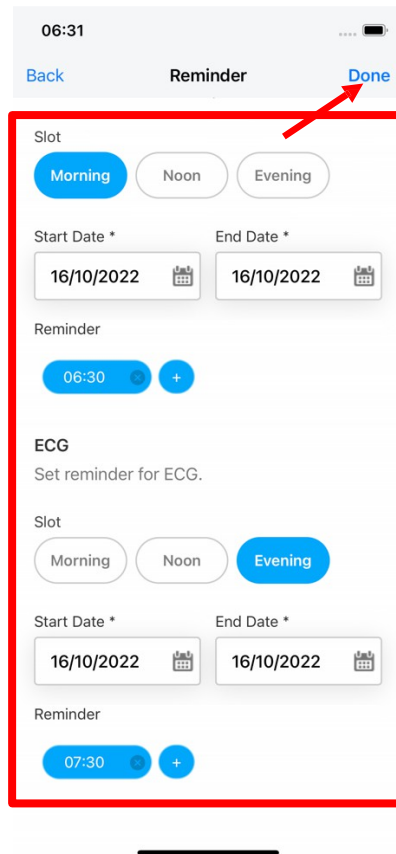 06:31
Back Reminder Done
Slot
Morning Noon Evening
Start Date * End Date *
16/10/2022 16/10/2022
Reminder
06:30 +
ECG
Set reminder for ECG.
Slot
Morning Noon Evening
Start Date * End Date *
16/10/2022 16/10/2022
Reminder
07:30 +